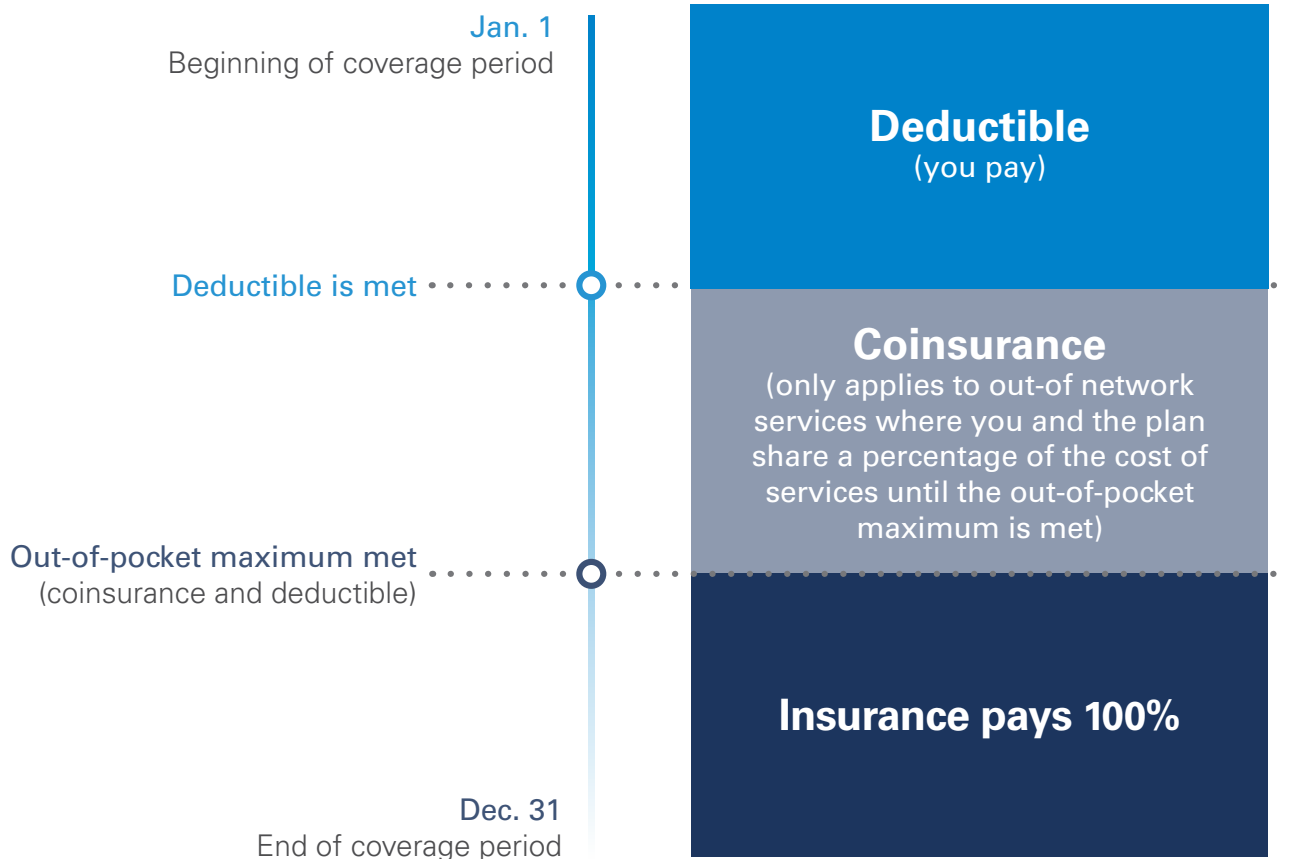 Jan. 1
Beginning of coverage period
Deductible
(you pay)
Deductible is met
Coinsurance
(only applies to out-of network
services where you and the plan
share a percentage of the cost of
services until the out-of-pocket
maximum is met)
Out-of-pocket maximum met
(coinsurance and deductible)
Insurance pays 100%
Dec. 31
End of coverage period